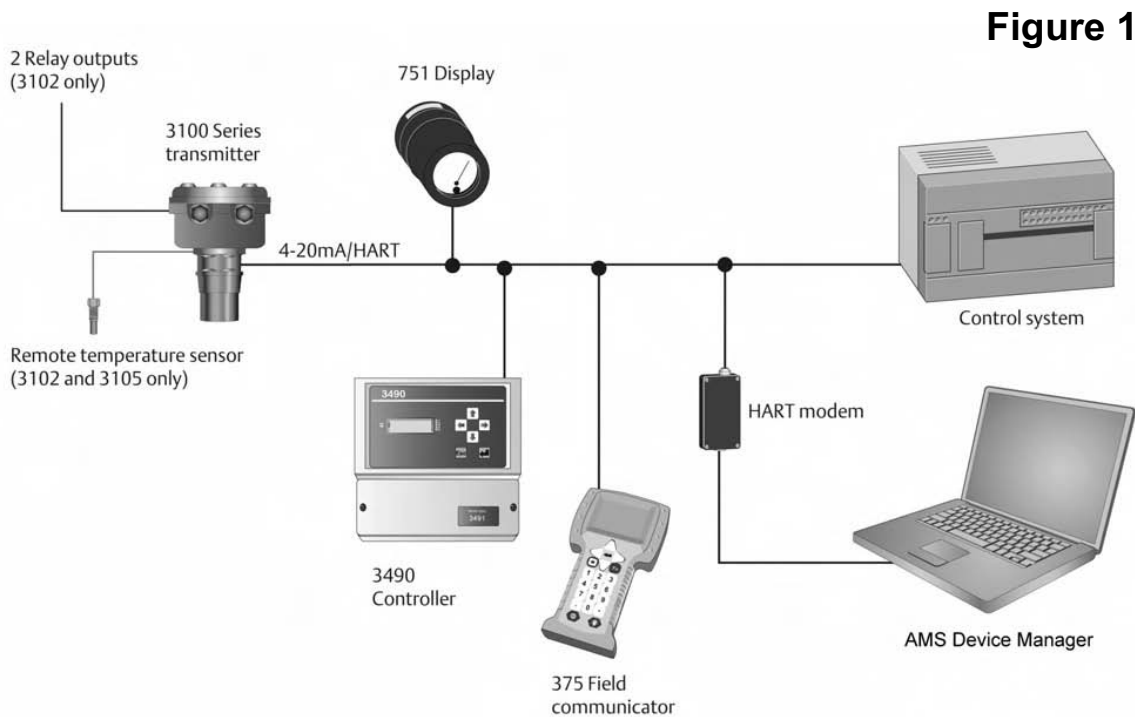 Figure 1
2 Relay outputs
(3102 only)
751 Display
3100 Series
transmitter
4-20mA/HART
Control system
Remote temperature sensor
(3102 and 3105 only)
3490
3491
HART modem
3490
Controller
375 Field
communicator
AMS Device Manager